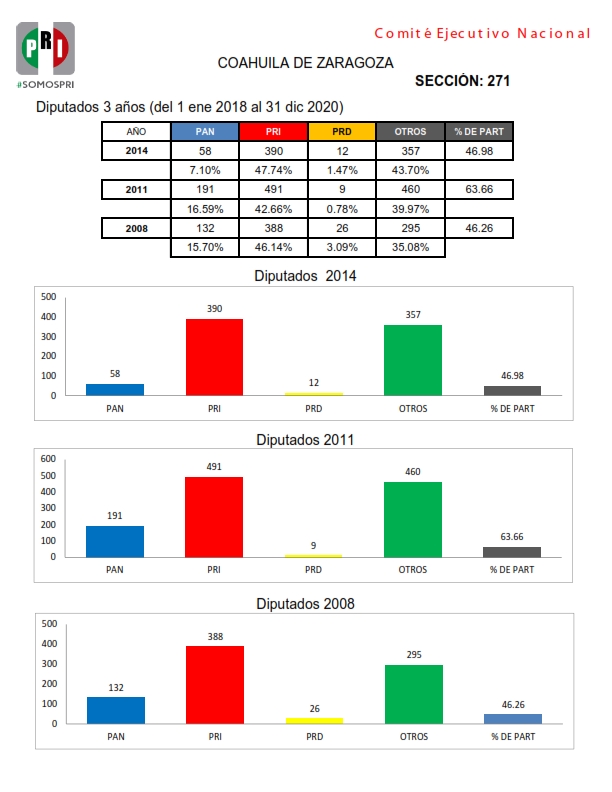 Comité Ejecutivo Nacional
PRI
#SOMOSPRI
COAHUILA DE ZARAGOZA
SECCIÓN: 271
Diputados 3 años (del 1 ene 2018 al 31 dic 2020)
AÑO PAN PRI PRD OTROS % DE PART
2014 58 390 12 357 46.98
7.10% 47.74% 1.47% 43.70%
2011 191 491 9 460 63.66
16.59% 42.66% 0.78% 39.97%
2008 132 388 26 295 46.26
15.70% 46.14% 3.09% 35.08%
Diputados 2014
500
400
300
200
100
0
58 390 12 357 46.98
PAN PRI PRD OTROS % DE PART
Diputados 2011
600
500
400
300
200
100
0
191 491 9 460 63.66
PAN PRI PRD OTROS % DE PART
Diputados 2008
500
400
300
200
100
0
132 388 26 295 46.26
PAN PRI PRD OTROS % DE PART